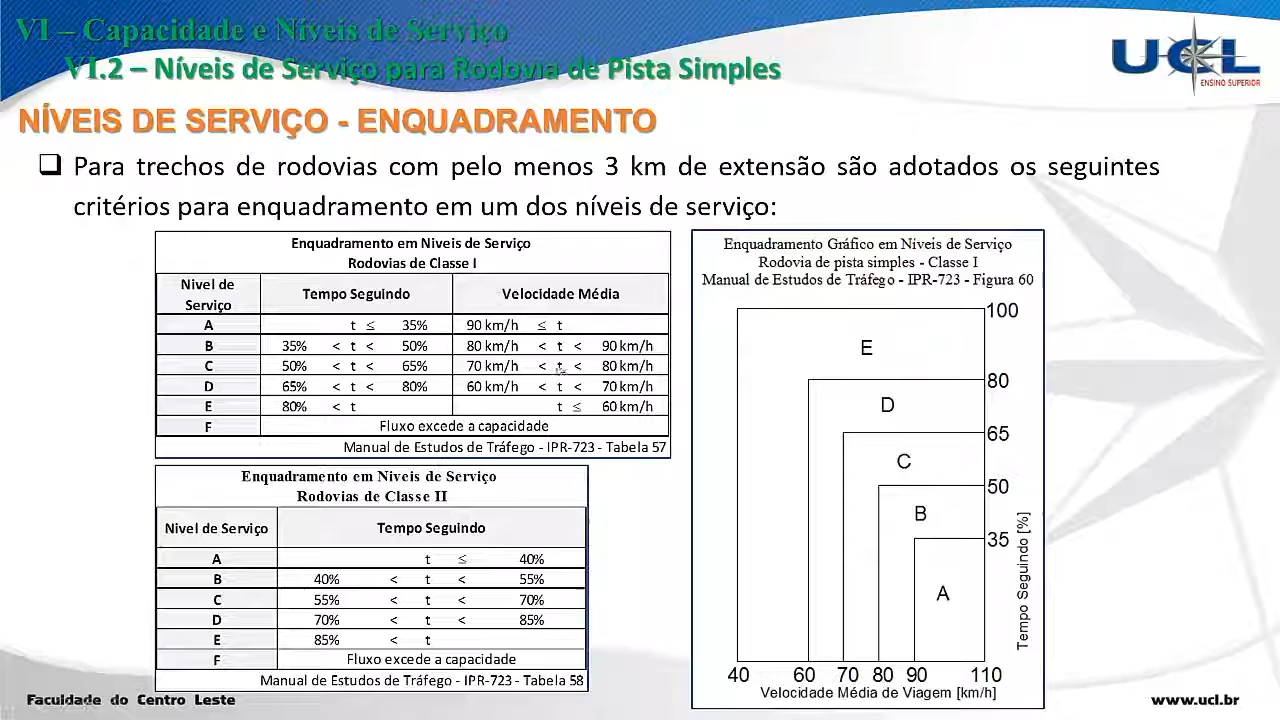 VI – Capacidade e Níveis de Serviço
VI.2 – Níveis de Serviço para Rodovia de Pista Simples
UCL
ENSINO SUPERIOR
NÍVEIS DE SERVIÇO - ENQUADRAMENTO
❑ Para trechos de rodovias com pelo menos 3 km de extensão são adotados os seguintes
critérios para enquadramento em um dos níveis de serviço:
Enquadramento em Niveis de Serviço
Rodovias de Classe I
Nivel de Serviço Tempo Seguindo Velocidade Média
A t ≤ 35% 90 km/h ≤ t
B 35% < t < 50% 80 km/h < t < 90 km/h
C 50% < t < 65% 70 km/h < t < 80 km/h
D 65% < t < 80% 60 km/h < t < 70 km/h
E 80% < t t ≤ 60 km/h
F Fluxo excede a capacidade
Manual de Estudos de Tráfego - IPR-723 - Tabela 57
Enquadramento em Niveis de Serviço
Rodovias de Classe II
Nivel de Serviço Tempo Seguindo
A t ≤ 40%
B 40% < t < 55%
C 55% < t < 70%
D 70% < t < 85%
E 85% < t
F Fluxo excede a capacidade
Manual de Estudos de Tráfego - IPR-723 - Tabela 58
Enquadramento Gráfico em Níveis de Serviço
Rodovia de pista simples - Classe I
Manual de Estudos de Tráfego - IPR-723 - Figura 60
100
E
80
D
65
C
50
B
35
A
Tempo Seguindo [%]
40 60 70 80 90 110
Velocidade Média de Viagem [km/h]
Faculdade do Centro Leste
www.ucl.br